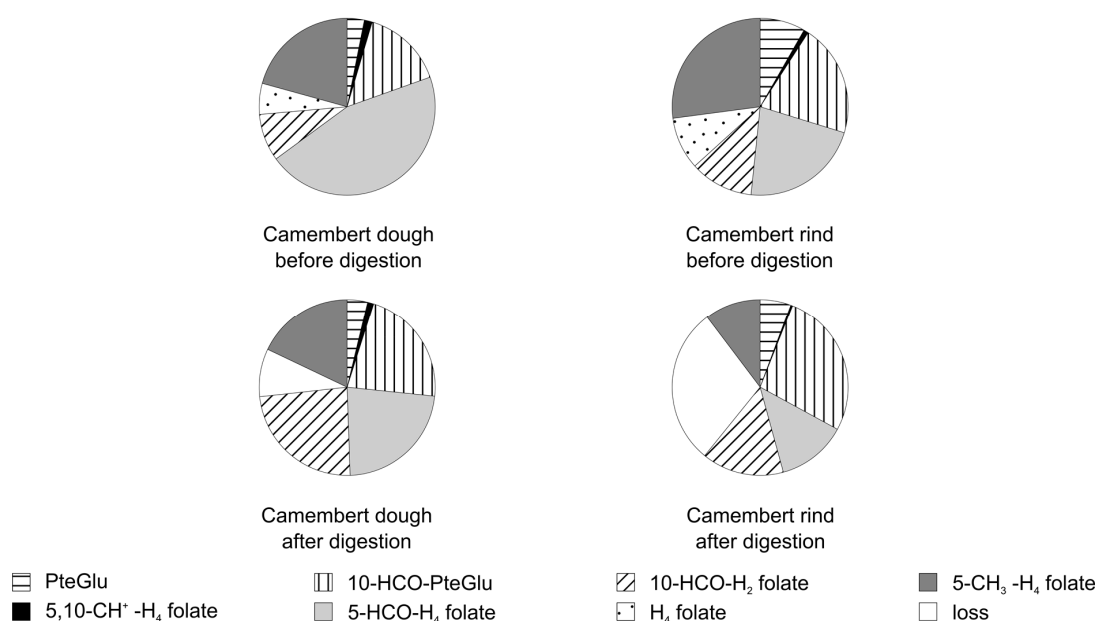 Camembert dough
before digestion
Camembert rind
before digestion
Camembert dough
after digestion
Camembert rind
after digestion
PteGlu
10-HCO-PteGlu
10-HCO-H₂ folate
5-CH₃ -H₄ folate
5,10-CH⁺ -H₄ folate
5-HCO-H₄ folate
H₄ folate
loss